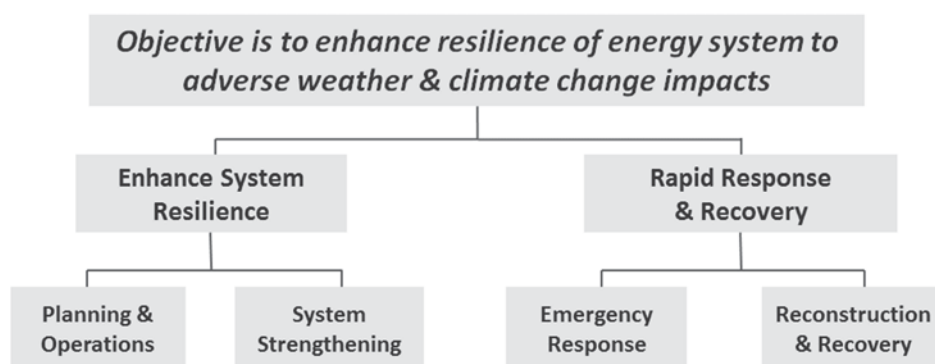 Objective is to enhance resilience of energy system to
adverse weather & climate change impacts
Enhance System
Resilience
Rapid Response
& Recovery
Planning &
Operations
System
Strengthening
Emergency
Response
Reconstruction
& Recovery